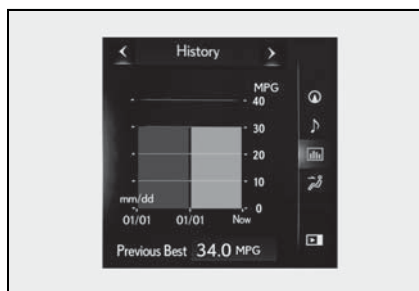 History
MPG
40
30
20
10
0
mm/dd
01/01 01/01 Now
Previous Best 34.0 MPG